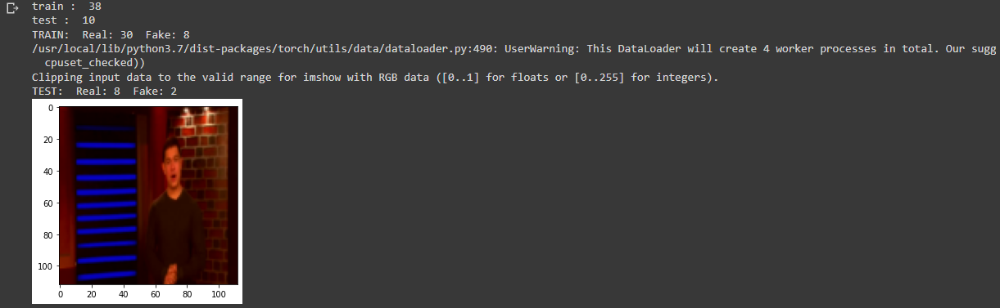 train :  38
test :  10
TRAIN:  Real: 30  Fake: 8
/usr/local/lib/python3.7/dist-packages/torch/utils/data/dataloader.py:490: UserWarning: This DataLoader will create 4 worker processes in total. Our sugg
cpuset_checked))
Clipping input data to the valid range for imshow with RGB data ([0..1] for floats or [0..255] for integers).
TEST:  Real: 8  Fake: 2
0
20
40
60
80
100
0 20 40 60 80 100